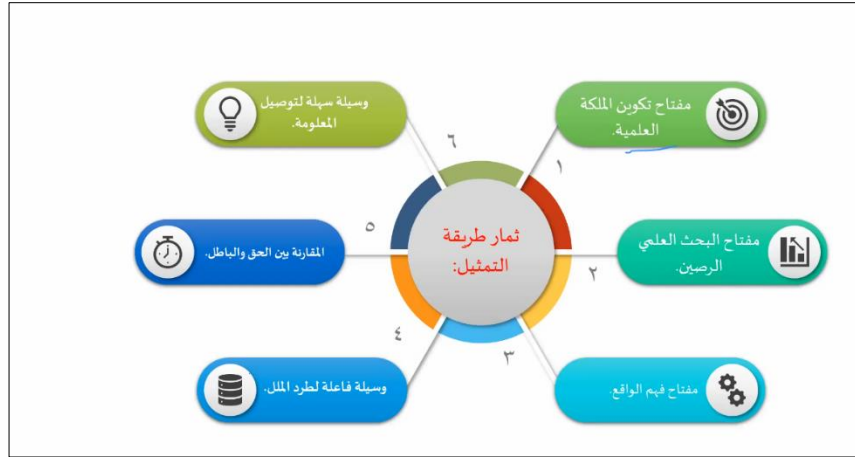 ثمار طريقة
التمثيل:
١
مفتاح تكوين الملكة
العلمية.
٢
مفتاح البحث العلمي
الرصين.
٣
مفتاح فهم الواقع.
٤
وسيلة فاعلة لطرد الملل.
٥
المقارنة بين الحق والباطل.
٦
وسيلة سهلة لتوصيل
المعلومة.